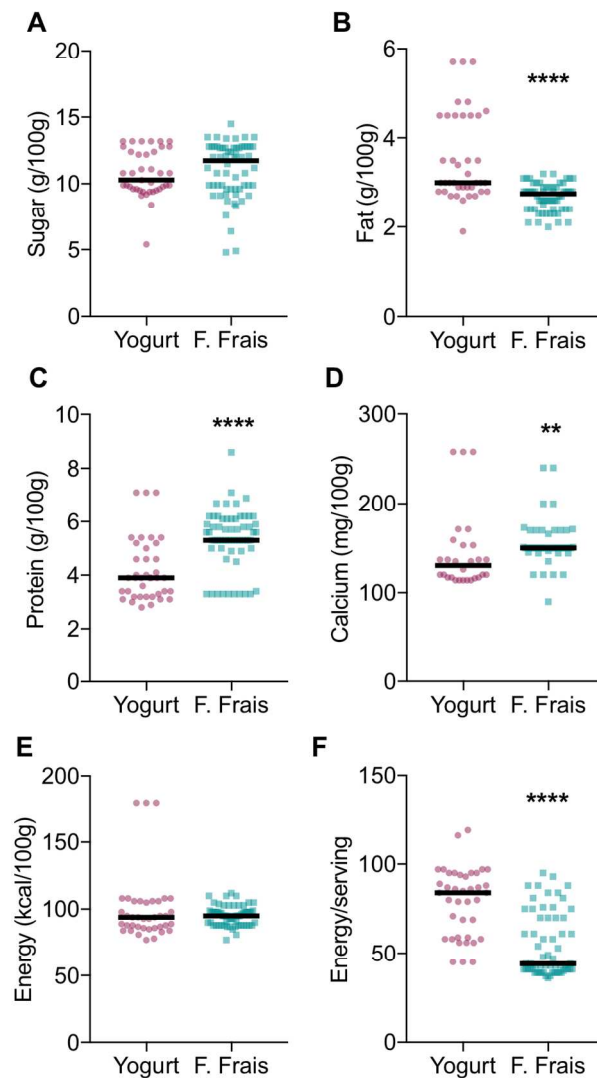 A
Sugar (g/100g)
20
15
10
5
0
Yogurt F. Frais
B
Fat (g/100g)
6
4
2
0
****
Yogurt F. Frais
C
Protein (g/100g)
10
8
6
4
2
0
****
Yogurt F. Frais
D
Calcium (mg/100g)
300
200
100
0
**
Yogurt F. Frais
E
Energy (kcal/100g)
200
150
100
50
0
Yogurt F. Frais
F
Energy/serving
150
100
50
0
****
Yogurt F. Frais